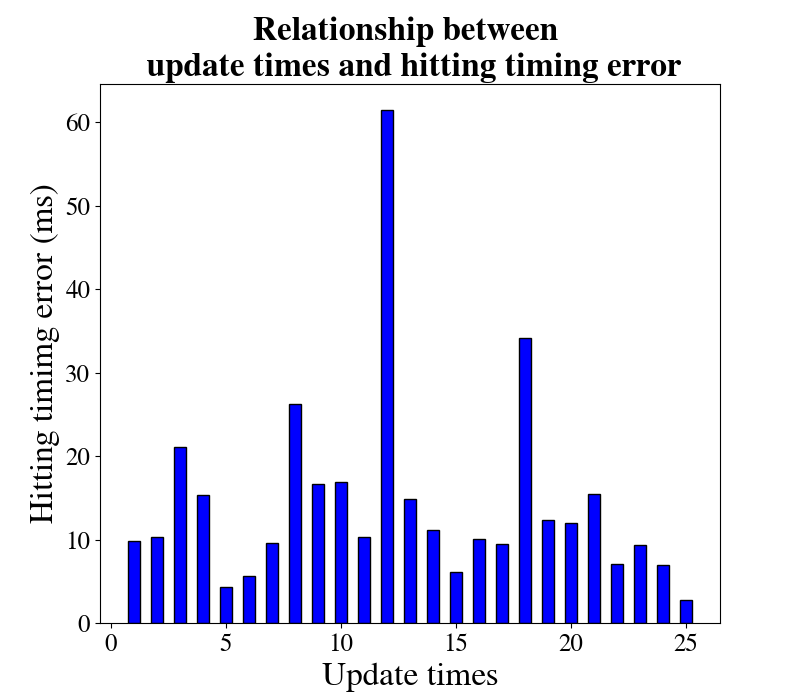 Relationship between
update times and hitting timing error
Hitting timimg error (ms)
60
50
40
30
20
10
0
0 5 10 15 20 25
Update times